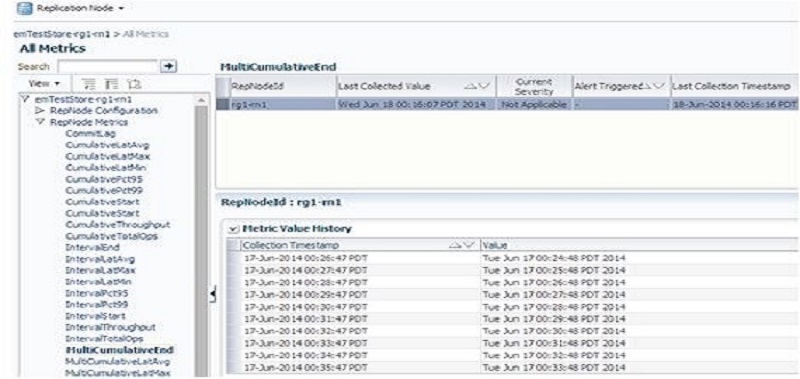 Replication Node
emTestStore-rg1-rn1 > All Metrics
All Metrics
Search
View
emTestStore-rg1-rn1
RepNode Configuration
RepNode Metrics
CommitLag
CumulativeLatAvg
CumulativeLatMax
CumulativeLatMin
CumulativePct95
CumulativePct99
CumulativeStart
CumulativeStart
CumulativeThroughput
CumulativeTotalOps
IntervalEnd
IntervalLatAvg
IntervalLatMax
IntervalLatMin
IntervalPct95
IntervalPct99
IntervalStart
IntervalThroughput
IntervalTotalOps
MultiCumulativeEnd
MultiCumulativeLatAvg
MultiCumulativeLatMax
MultiCumulativeEnd
RepNodeId Last Collected Value Current Severity Alert Triggered Last Collection Timestamp
rg1-rn1 Wed Jun 18 00:16:07 PDT 2014 Not Applicable - 18-Jun-2014 00:16:16 PDT
RepNodeId : rg1-rn1
Metric Value History
Collection Timestamp Value
17-Jun-2014 00:26:47 PDT Tue Jun 17 00:24:48 PDT 2014
17-Jun-2014 00:27:47 PDT Tue Jun 17 00:25:48 PDT 2014
17-Jun-2014 00:28:47 PDT Tue Jun 17 00:26:48 PDT 2014
17-Jun-2014 00:29:47 PDT Tue Jun 17 00:27:48 PDT 2014
17-Jun-2014 00:30:47 PDT Tue Jun 17 00:28:48 PDT 2014
17-Jun-2014 00:31:47 PDT Tue Jun 17 00:29:48 PDT 2014
17-Jun-2014 00:32:47 PDT Tue Jun 17 00:30:48 PDT 2014
17-Jun-2014 00:33:47 PDT Tue Jun 17 00:31:48 PDT 2014
17-Jun-2014 00:34:47 PDT Tue Jun 17 00:32:48 PDT 2014
17-Jun-2014 00:35:47 PDT Tue Jun 17 00:33:48 PDT 2014